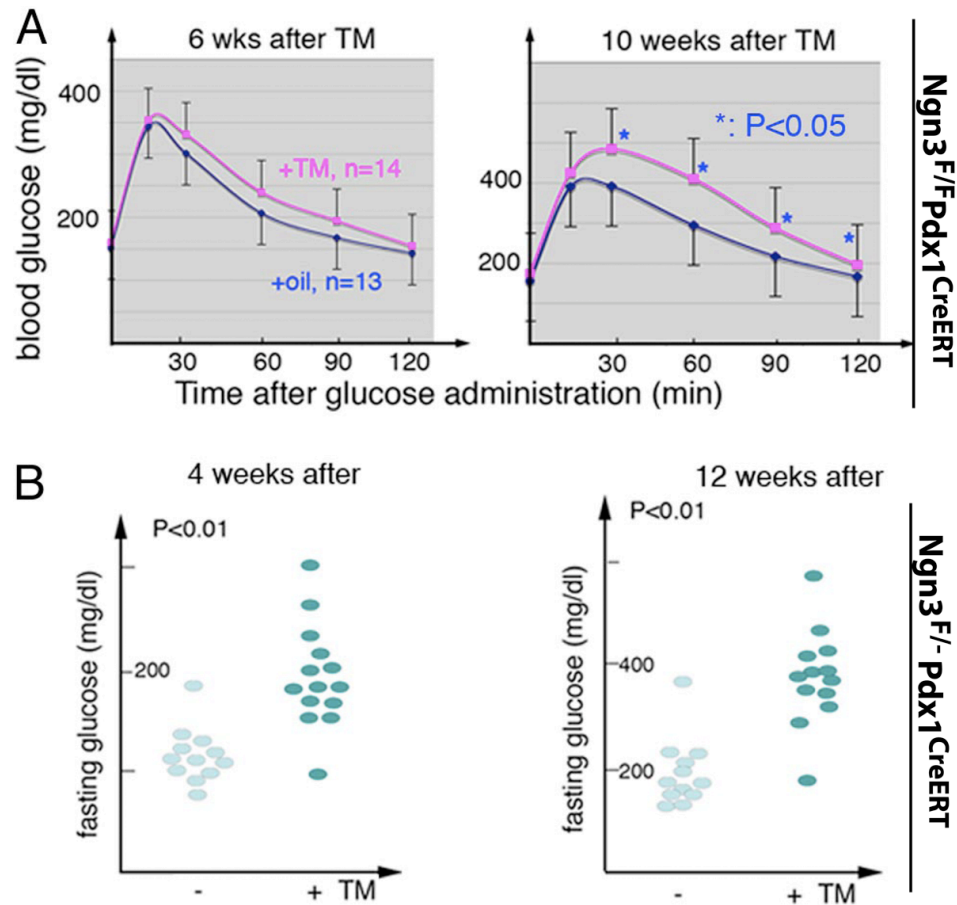 A
6 wks after TM
10 weeks after TM
blood glucose (mg/dl)
400
200
+TM, n=14
+oil, n=13
30 60 90 120
*: P<0.05
*
*
*
*
400
200
30 60 90 120
Time after glucose administration (min)
Ngn3F/FPdx1CreERT
B
4 weeks after
12 weeks after
P<0.01
fasting glucose (mg/dl)
200
- + TM
P<0.01
fasting glucose (mg/dl)
400
200
- + TM
Ngn3F/- Pdx1CreERT